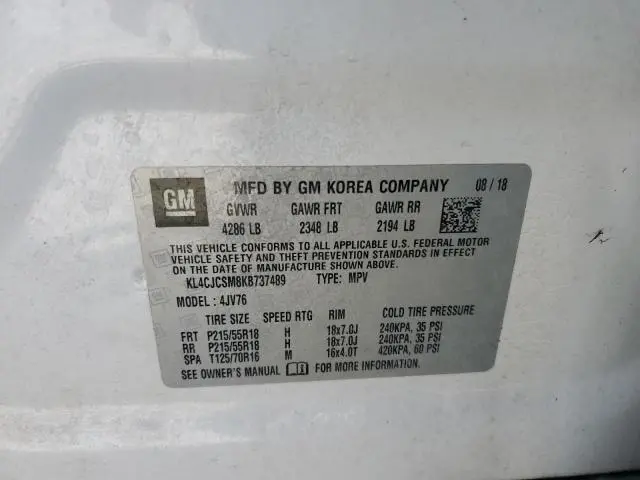 GM MFD BY GM KOREA COMPANY 08/18
GVWR GAWR FRT GAWR RR
4286 LB 2348 LB 2194 LB
THIS VEHICLE CONFORMS TO ALL APPLICABLE U.S. FEDERAL MOTOR
VEHICLE SAFETY AND THEFT PREVENTION STANDARDS IN EFFECT ON
THE DATE OF MANUFACTURE SHOWN ABOVE.
KL4CJCSM8KB737489 TYPE: MPV
MODEL: 4JV76
TIRE SIZE SPEED RTG RIM COLD TIRE PRESSURE
FRT P215/55R18 H 18x7.0J 240KPA, 35 PSI
RR P215/55R18 H 18x7.0J 240KPA, 35 PSI
SPA T125/70R16 M 16x4.0T 420KPA, 60 PSI
SEE OWNER'S MANUAL FOR MORE INFORMATION.